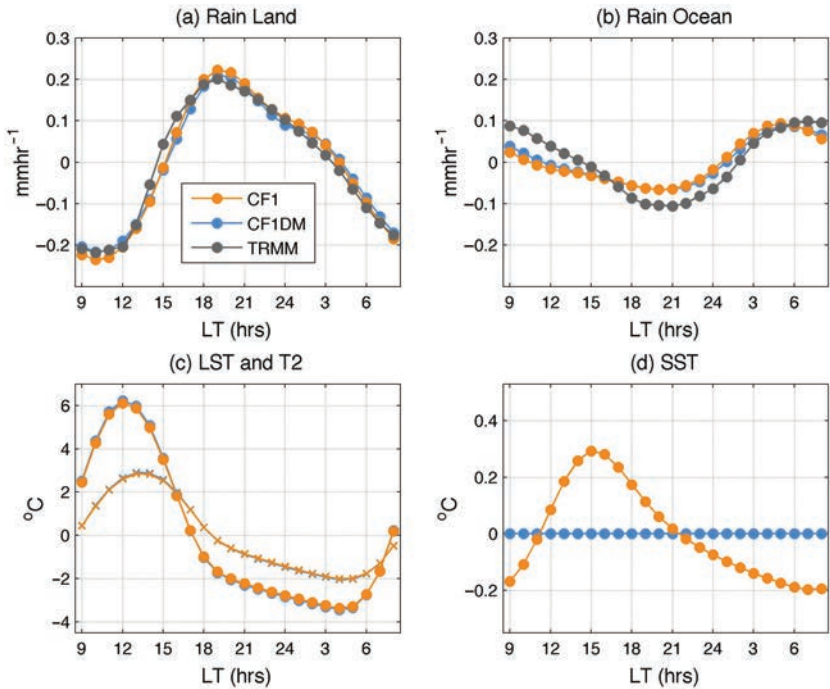 (a) Rain Land
0.3
0.2
0.1
0
−0.1
−0.2
mmhr⁻¹
CF1
CF1DM
TRMM
9 12 15 18 21 24 3 6
LT (hrs)
(b) Rain Ocean
0.3
0.2
0.1
0
−0.1
−0.2
mmhr⁻¹
9 12 15 18 21 24 3 6
LT (hrs)
(c) LST and T2
6
4
2
0
−2
−4
°C
9 12 15 18 21 24 3 6
LT (hrs)
(d) SST
0.4
0.2
0
−0.2
°C
9 12 15 18 21 24 3 6
LT (hrs)